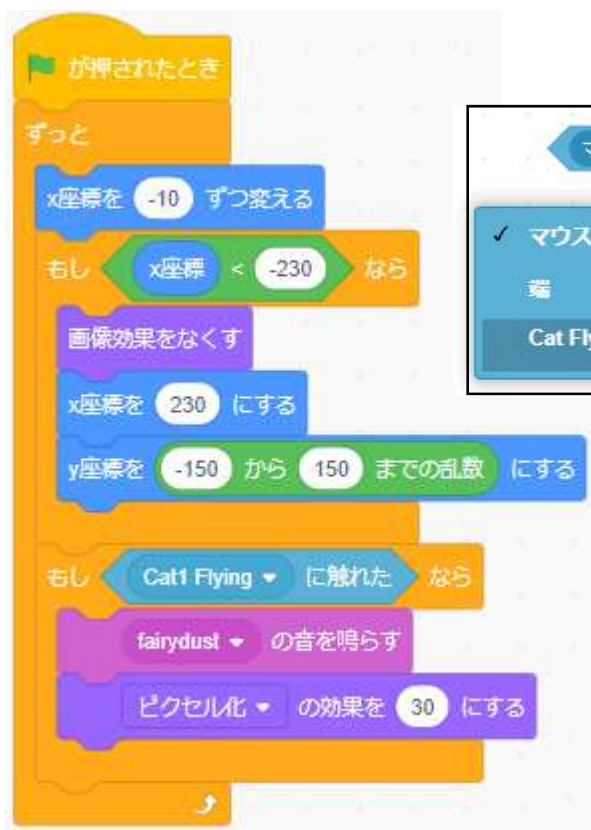 が押されたとき
ずっと
x座標を -10 ずつ変える
もし x座標 < -230 なら
画像効果をなくす
x座標を 230 にする
y座標を -150 から 150 までの乱数 にする
もし Cat1 Flying に触れた なら
fairydust の音を鳴らす
ピクセル化 の効果を 30 にする
マウス
端
Cat Fly